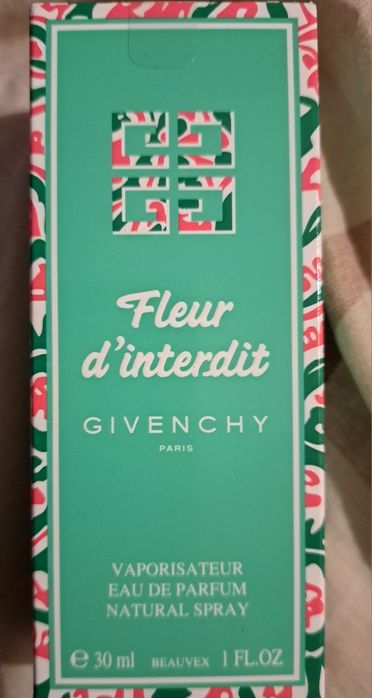 Fleur
d'interdit
GIVENCHY
PARIS
VAPORISATEUR
EAU DE PARFUM
NATURAL SPRAY
℮ 30 ml BEAUVEX 1 FL.OZ